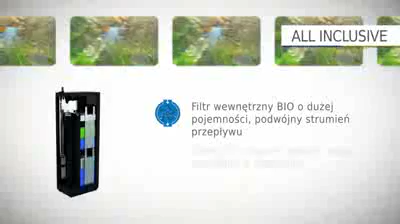 ALL INCLUSIVE
Filtr wewnętrzny BIO o dużej
pojemności, podwójny strumień
przepływu